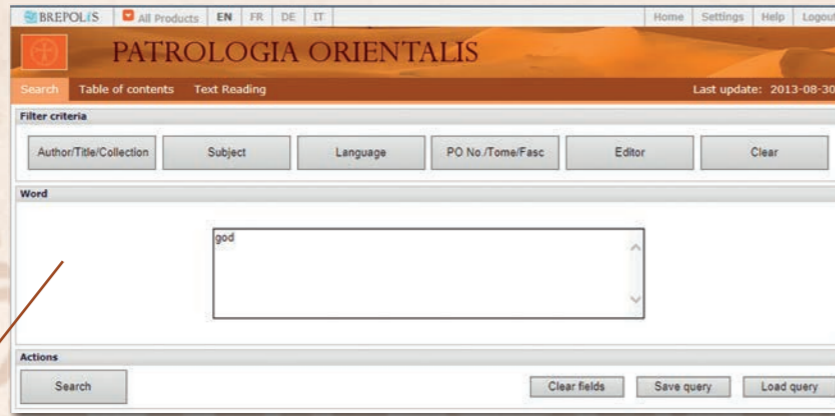 BREPOLIS All Products EN FR DE IT Home Settings Help Logout
PATROLOGIA ORIENTALIS
Search Table of contents Text Reading Last update: 2013-08-30
Filter criteria
Author/Title/Collection Subject Language PO No./Tome/Fasc Editor Clear
Word
god
Actions
Search Clear fields Save query Load query